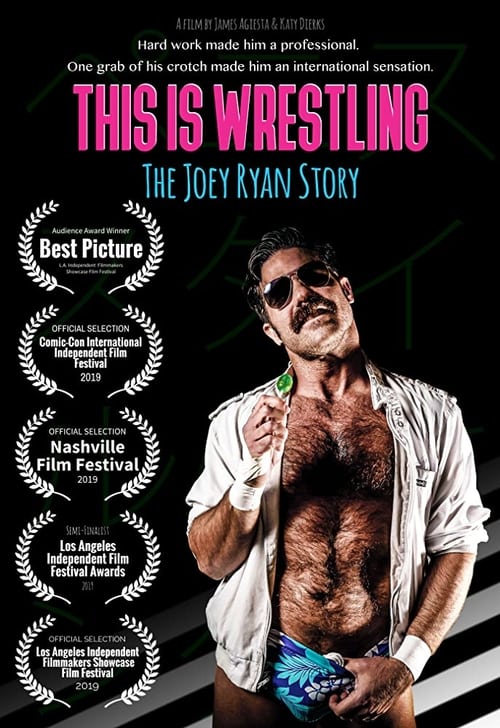 A FILM BY JAMES AGIESTA & KATY DIERKS
Hard work made him a professional.
One grab of his crotch made him an international sensation.
THIS IS WRESTLING
THE JOEY RYAN STORY
Audience Award Winner
Best Picture
L.A. Independent Filmmakers
Showcase Film Festival
OFFICIAL SELECTION
Comic-Con International
Independent Film
Festival
2019
OFFICIAL SELECTION
Nashville
Film Festival
2019
SEMI-FINALIST
Los Angeles
Independent Film
Festival Awards
2019
OFFICIAL SELECTION
Los Angeles Independent
Filmmakers Showcase
Film Festival
2019